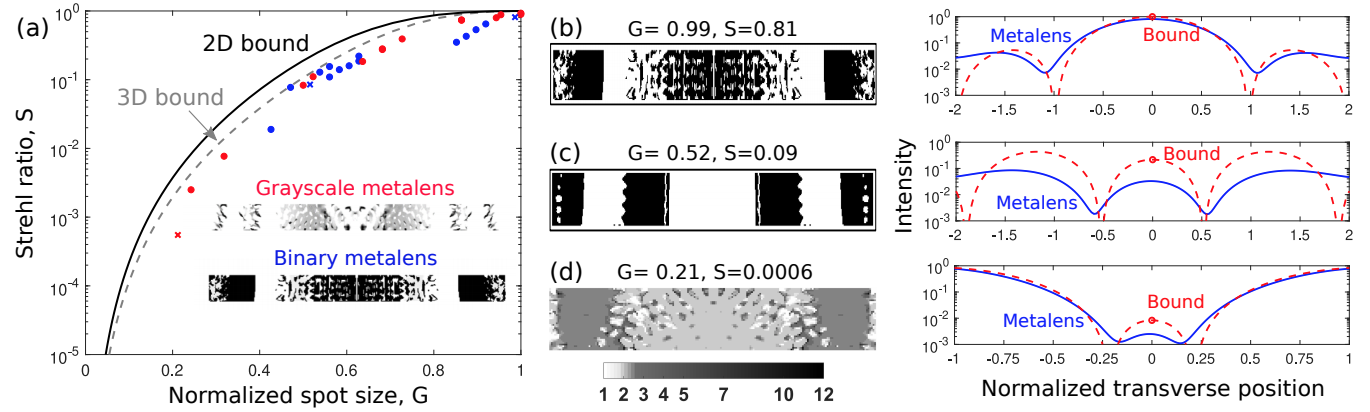 (a)
2D bound
3D bound
Grayscale metalens
Binary metalens
Strehl ratio, S
10^0
10^-1
10^-2
10^-3
10^-4
10^-5
0 0.2 0.4 0.6 0.8 1
Normalized spot size, G
(b)
G= 0.99, S=0.81
(c)
G= 0.52, S=0.09
(d)
G= 0.21, S=0.0006
1 2 3 4 5 7 10 12
Intensity
10^0
10^-1
10^-2
10^-3
Metalens
Bound
-2 -1.5 -1 -0.5 0 0.5 1 1.5 2
10^0
10^-1
10^-2
10^-3
Bound
Metalens
-2 -1.5 -1 -0.5 0 0.5 1 1.5 2
10^0
10^-1
10^-2
10^-3
Bound
Metalens
-1 -0.75 -0.5 -0.25 0 0.25 0.5 0.75 1
Normalized transverse position